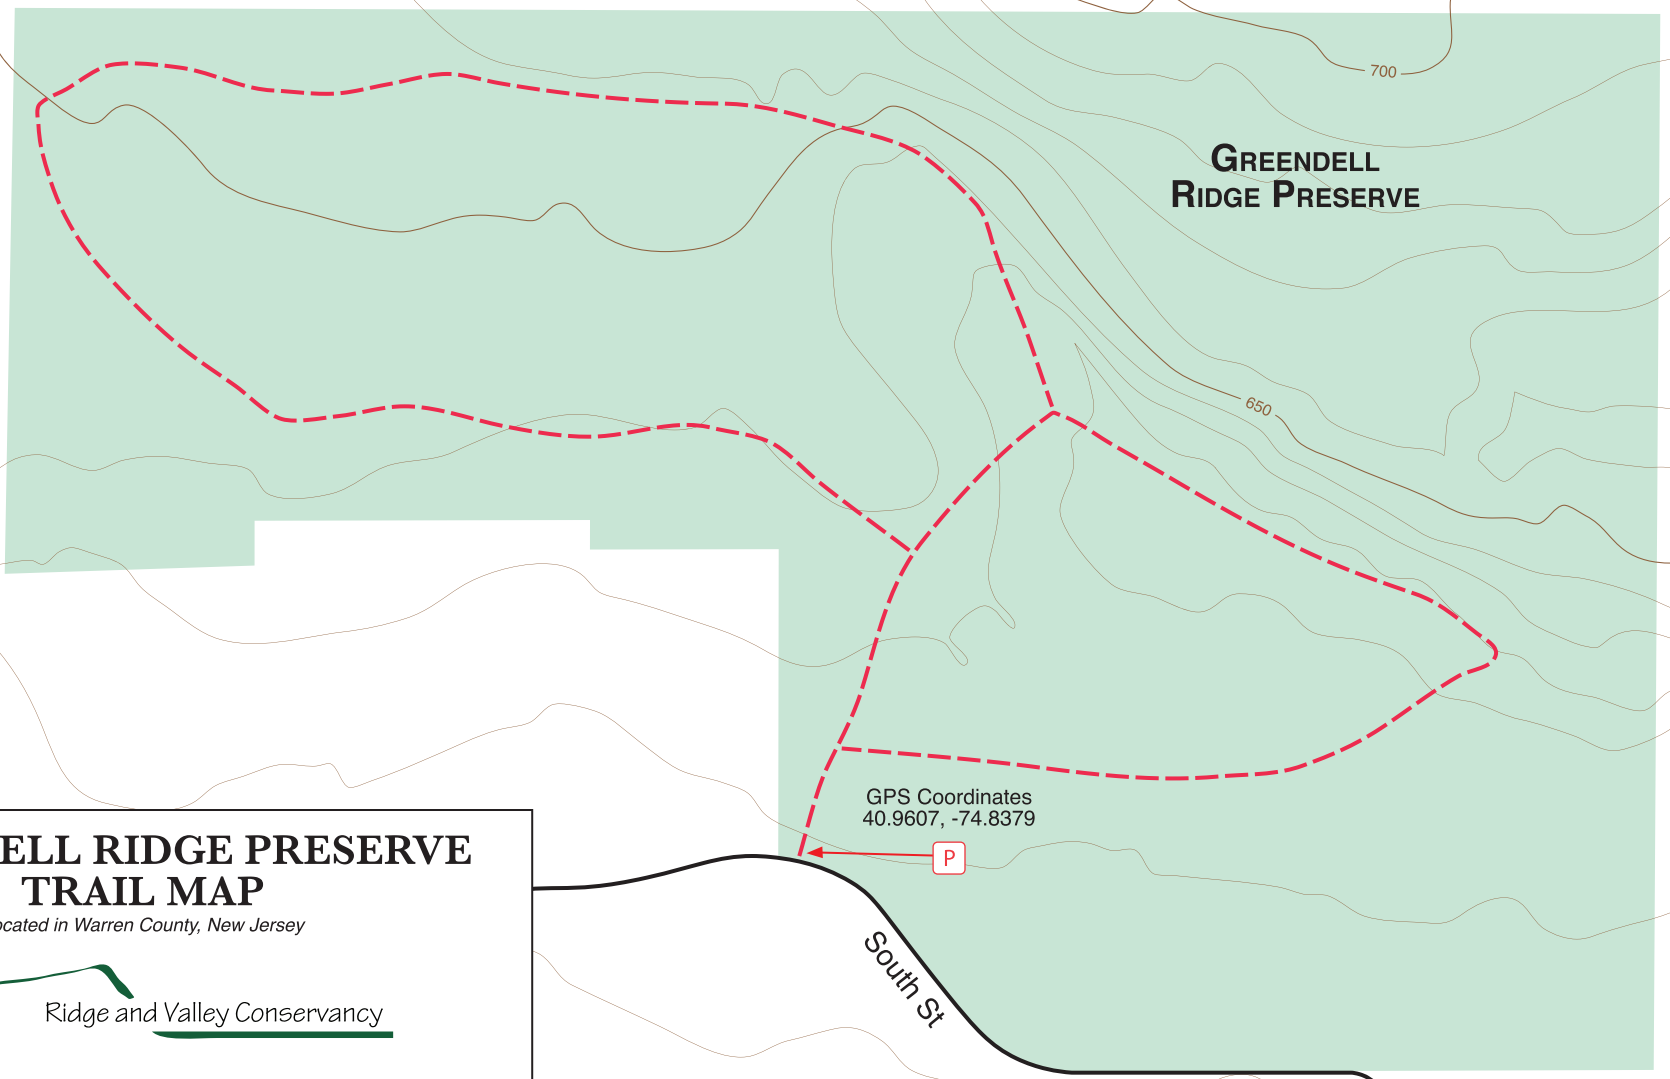 700
GREENDELL
RIDGE PRESERVE
650
GPS Coordinates
40.9607, -74.8379
P
South St
ELL RIDGE PRESERVE
TRAIL MAP
ocated in Warren County, New Jersey
Ridge and Valley Conservancy